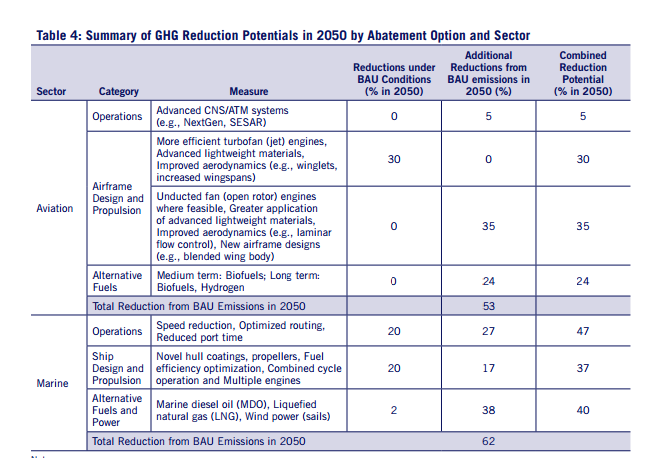 Table 4: Summary of GHG Reduction Potentials in 2050 by Abatement Option and Sector
Sector
Category
Measure
Reductions under
BAU Conditions
(% in 2050)
Additional
Reductions from
BAU emissions in
2050 (%)
Combined
Reduction
Potential
(% in 2050)
Aviation
Operations
Advanced CNS/ATM systems
(e.g., NextGen, SESAR)
0
5
5
Airframe
Design and
Propulsion
More efficient turbofan (jet) engines,
Advanced lightweight materials,
Improved aerodynamics (e.g., winglets,
increased wingspans)
30
0
30
Unducted fan (open rotor) engines
where feasible, Greater application
of advanced lightweight materials,
Improved aerodynamics (e.g., laminar
flow control), New airframe designs
(e.g., blended wing body)
0
35
35
Alternative
Fuels
Medium term: Biofuels; Long term:
Biofuels, Hydrogen
0
24
24
Total Reduction from BAU Emissions in 2050
53
Marine
Operations
Speed reduction, Optimized routing,
Reduced port time
20
27
47
Ship
Design and
Propulsion
Novel hull coatings, propellers, Fuel
efficiency optimization, Combined cycle
operation and Multiple engines
20
17
37
Alternative
Fuels and
Power
Marine diesel oil (MDO), Liquefied
natural gas (LNG), Wind power (sails)
2
38
40
Total Reduction from BAU Emissions in 2050
62